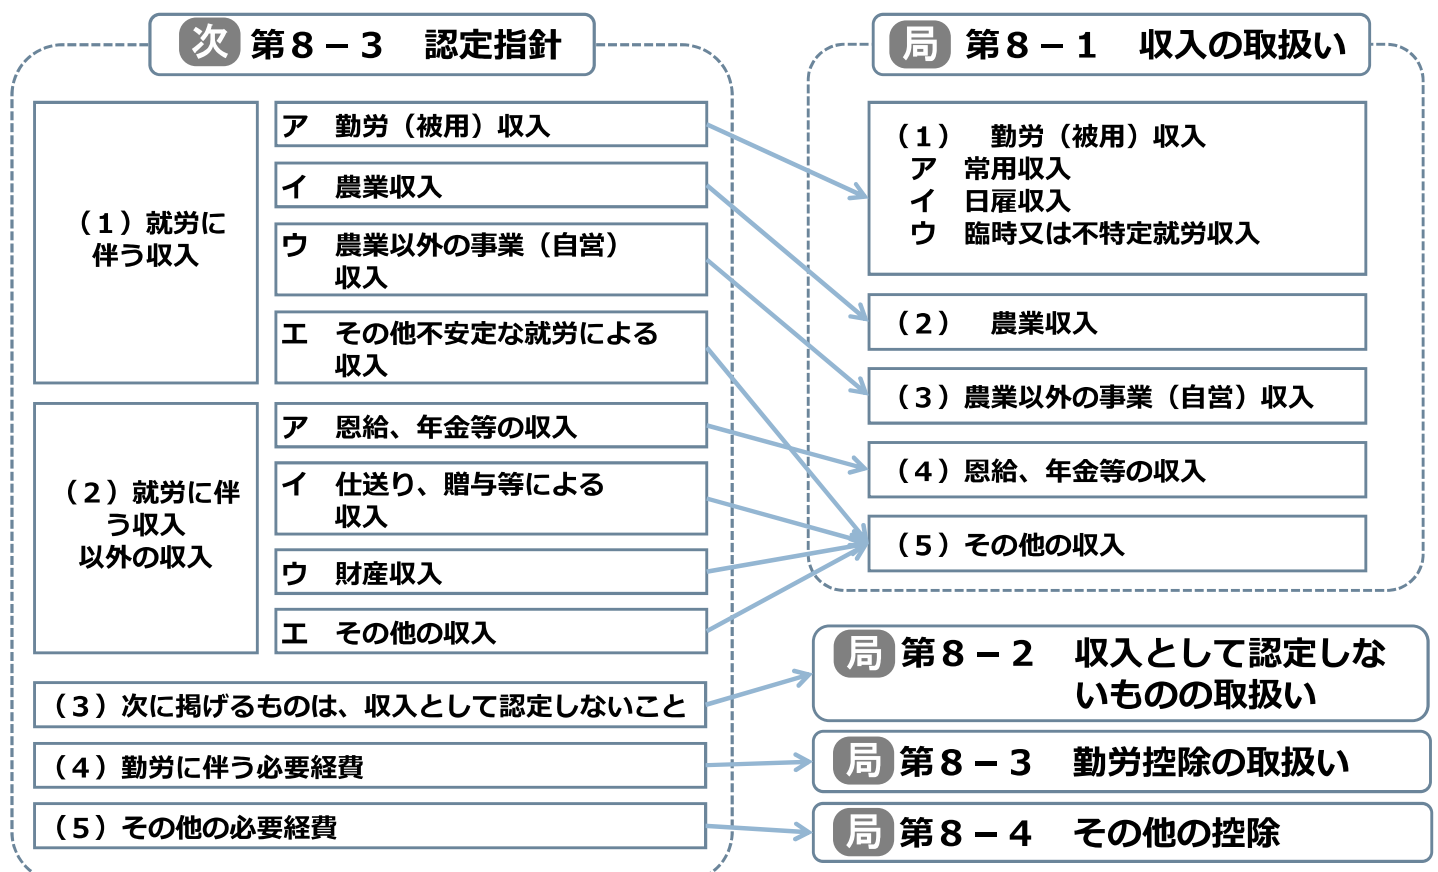 次 第８－３　認定指針
（１）就労に
伴う収入
ア　勤労（被用）収入
イ　農業収入
ウ　農業以外の事業（自営）
収入
エ　その他不安定な就労による
収入
（２）就労に伴
う収入
以外の収入
ア　恩給、年金等の収入
イ　仕送り、贈与等による
収入
ウ　財産収入
エ　その他の収入
（３）次に掲げるものは、収入として認定しないこと
（４）勤労に伴う必要経費
（５）その他の必要経費
局 第８－１　収入の取扱い
（１）　勤労（被用）収入
ア　常用収入
イ　日雇収入
ウ　臨時又は不特定就労収入
（２）　農業収入
（３）農業以外の事業（自営）収入
（４）恩給、年金等の収入
（５）その他の収入
局 第８－２　収入として認定しな
いものの取扱い
局 第８－３　勤労控除の取扱い
局 第８－４　その他の控除